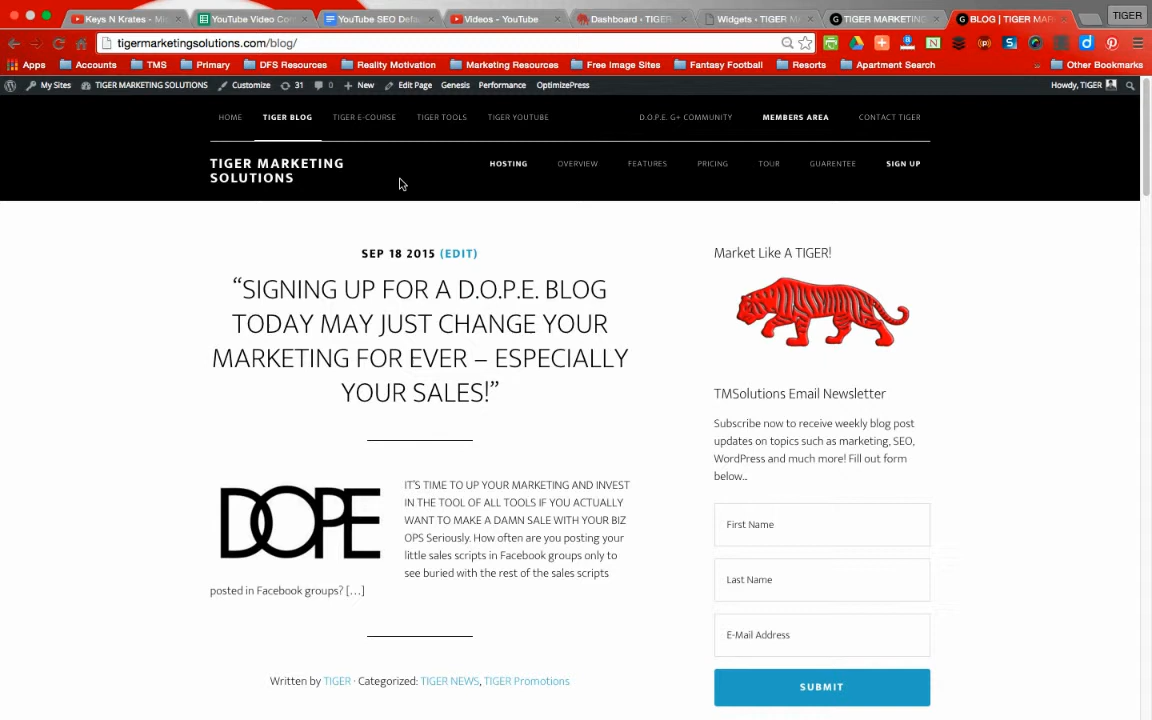 Keys N Krates - Mi
YouTube Video Co
YouTube SEO Defa
Videos - YouTube
Dashboard ‹ TIGER
Widgets ‹ TIGER M
TIGER MARKETINE
BLOG | TIGER MAR
TIGER
tigermarketingsolutions.com/blog/
Apps
Accounts
TMS
Primary
DFS Resources
Reality Motivation
Marketing Resources
Free Image Sites
Fantasy Football
Resorts
Apartment Search
»
Other Bookmarks
My Sites
TIGER MARKETING SOLUTIONS
Customize
31
0
New
Edit Page
Genesis
Performance
OptimizePress
Howdy, TIGER
HOME
TIGER BLOG
TIGER E-COURSE
TIGER TOOLS
TIGER YOUTUBE
D.O.P.E. G+ COMMUNITY
MEMBERS AREA
CONTACT TIGER
TIGER MARKETING
SOLUTIONS
HOSTING
OVERVIEW
FEATURES
PRICING
TOUR
GUARENTEE
SIGN UP
SEP 18 2015 (EDIT)
“SIGNING UP FOR A D.O.P.E. BLOG
TODAY MAY JUST CHANGE YOUR
MARKETING FOR EVER – ESPECIALLY
YOUR SALES!”
DOPE
IT’S TIME TO UP YOUR MARKETING AND INVEST
IN THE TOOL OF ALL TOOLS IF YOU ACTUALLY
WANT TO MAKE A DAMN SALE WITH YOUR BIZ
OPS Seriously. How often are you posting your
little sales scripts in Facebook groups only to
see buried with the rest of the sales scripts
posted in Facebook groups? […]
Written by TIGER · Categorized: TIGER NEWS, TIGER Promotions
Market Like A TIGER!
TMSolutions Email Newsletter
Subscribe now to receive weekly blog post
updates on topics such as marketing, SEO,
WordPress and much more! Fill out form
below...
First Name
Last Name
E-Mail Address
SUBMIT